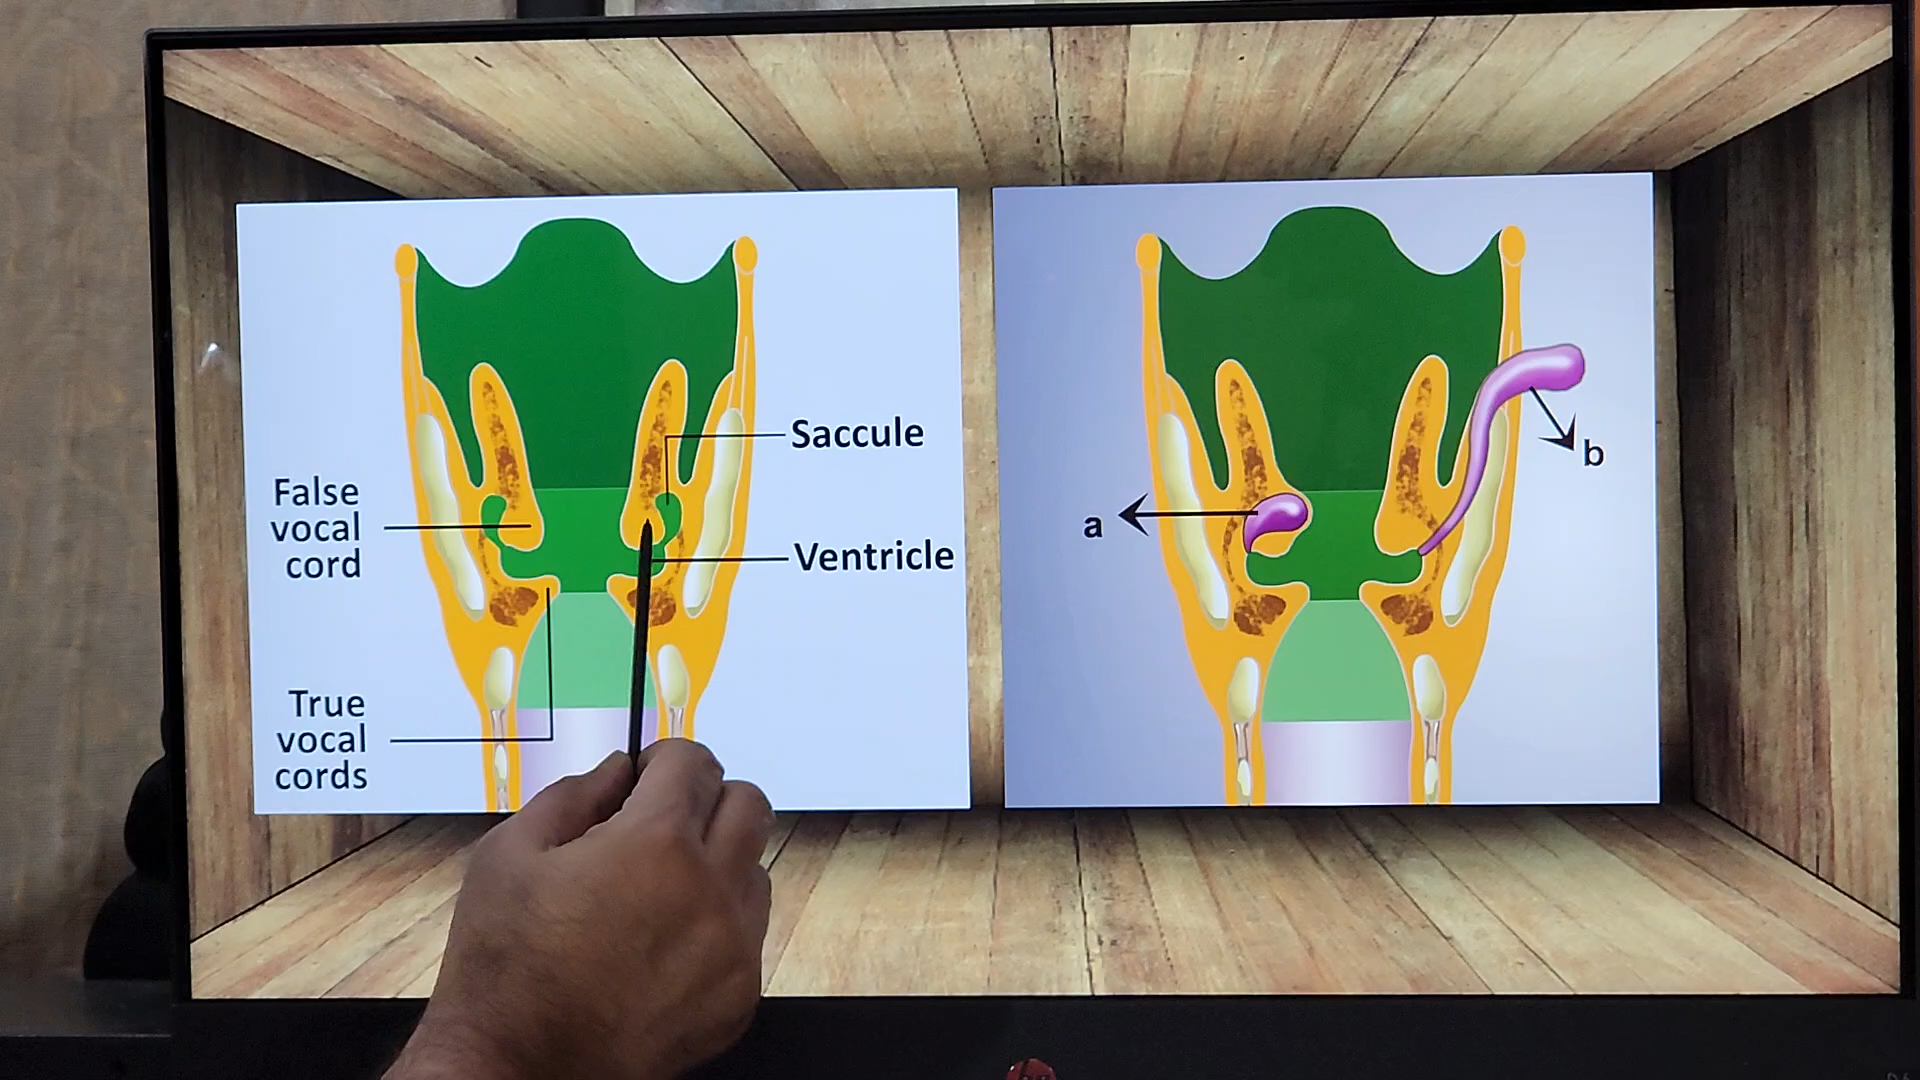 False
vocal
cord
True
vocal
cords
Saccule
Ventricle
a
b